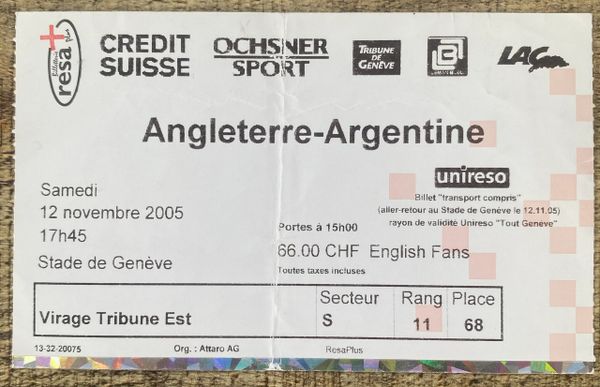 resa plus
CREDIT SUISSE
OCHSNER SPORT
TRIBUNE DE GENÈVE
LAG
Angleterre-Argentine
unireso
Billet "transport compris"
(aller-retour au Stade de Genève le 12.11.05)
rayon de validité Unireso "Tout Genève"
Samedi
12 novembre 2005
17h45
Stade de Genève
Portes à 15h00
66.00 CHF English Fans
Toutes taxes incluses
Secteur Rang Place
Virage Tribune Est S 11 68
13-32-20075 Org. : Attaro AG ResaPlus